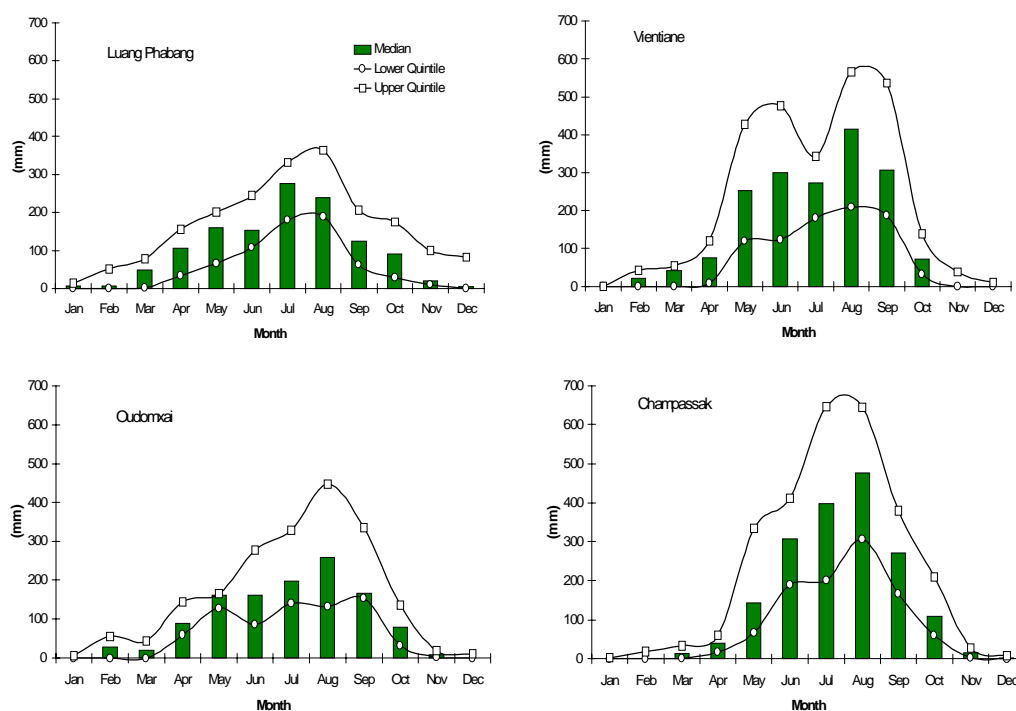 Luang Phabang
Median
Lower Quintile
Upper Quintile
700
600
500
400
300
200
100
0
(mm)
Jan Feb Mar Apr May Jun Jul Aug Sep Oct Nov Dec
Month
Vientiane
700
600
500
400
300
200
100
0
(mm)
Jan Feb Mar Apr May Jun Jul Aug Sep Oct Nov Dec
Month
Oudomxai
700
600
500
400
300
200
100
0
(mm)
Jan Feb Mar Apr May Jun Jul Aug Sep Oct Nov Dec
Month
Champassak
700
600
500
400
300
200
100
0
(mm)
Jan Feb Mar Apr May Jun Jul Aug Sep Oct Nov Dec
Month